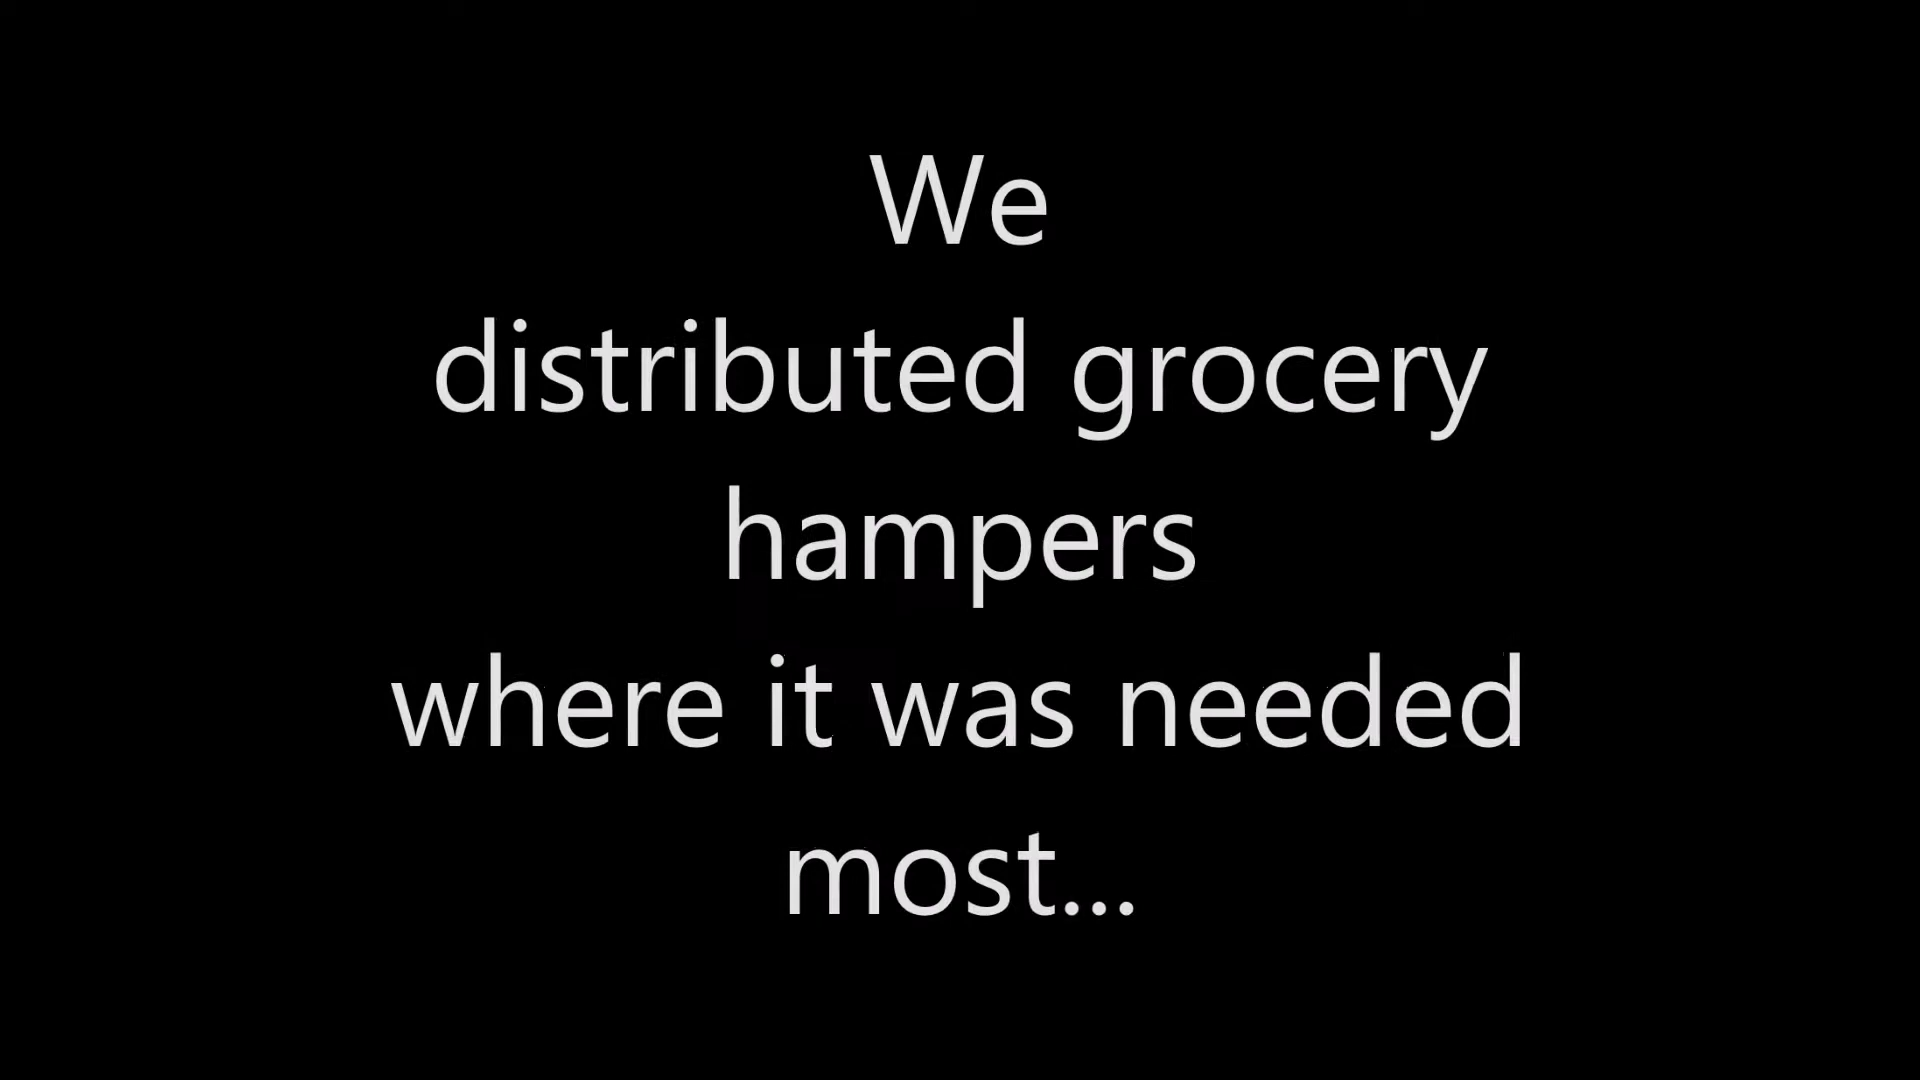 We
distributed grocery
hampers
where it was needed
most...